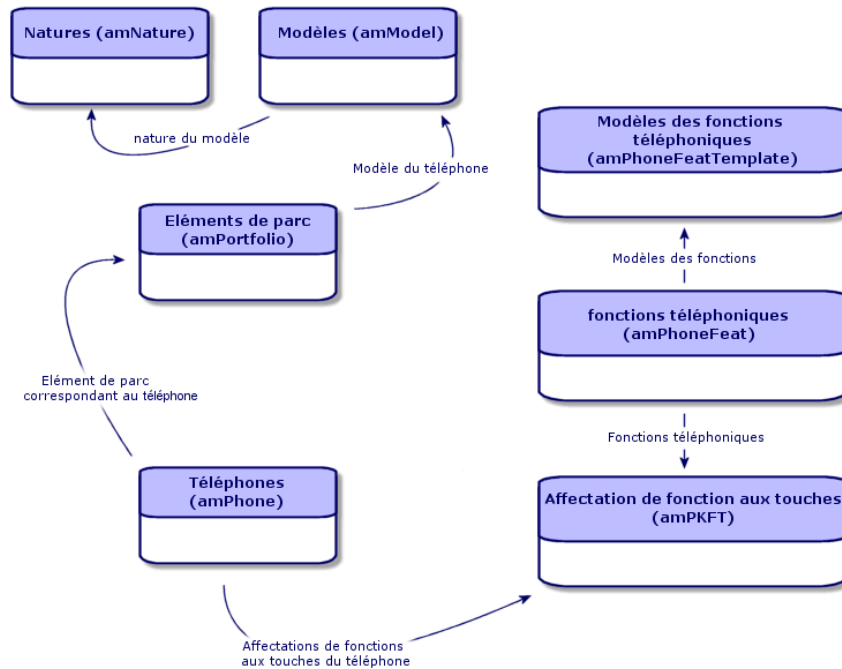 Natures (amNature)
Modèles (amModel)
nature du modèle
Modèle du téléphone
Modèles des fonctions
téléphoniques
(amPhoneFeatTemplate)
Eléments de parc
(amPortfolio)
Modèles des fonctions
fonctions téléphoniques
(amPhoneFeat)
Elément de parc
correspondant au téléphone
Fonctions téléphoniques
Téléphones
(amPhone)
Affectation de fonction aux touches
(amPKFT)
Affectations de fonctions
aux touches du téléphone